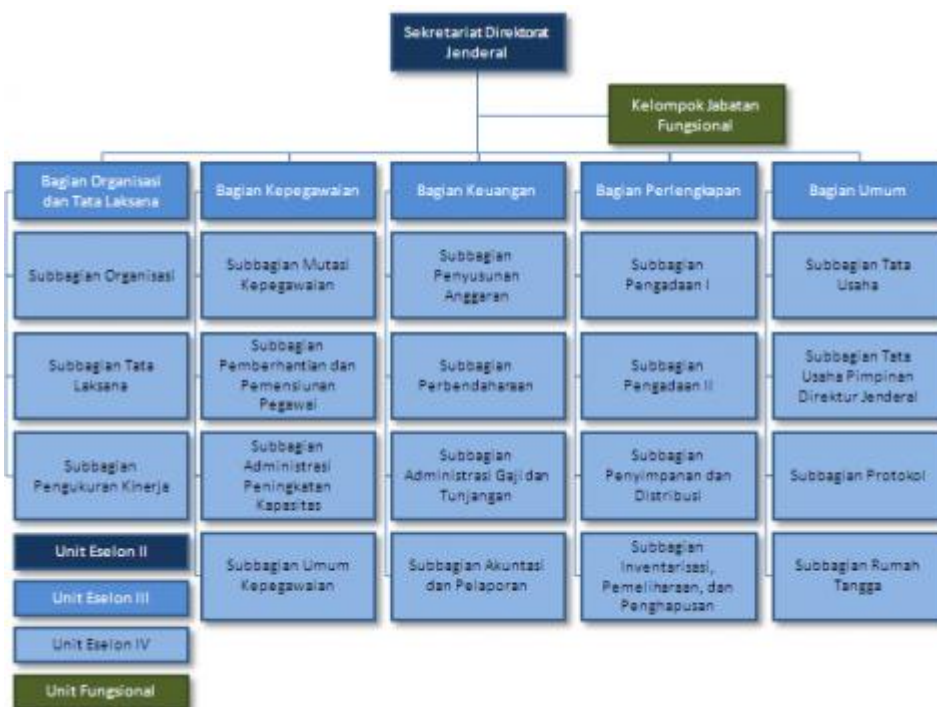 Sekretariat Direktorat
Jenderal
Kelompok Jabatan
Fungsional
Bagian Organisasi
dan Tata Laksana
Bagian Kepegawaian
Bagian Keuangan
Bagian Perlengkapan
Bagian Umum
Subbagian Organisasi
Subbagian Mutasi
Kepegawaian
Subbagian
Penyusunan
Anggaran
Subbagian
Pengadaan I
Subbagian Tata
Usaha
Subbagian Tata
Laksana
Subbagian
Pemberhantian dan
Pemensiunan
Pegawai
Subbagian
Perbendaharaan
Subbagian
Pengadaan II
Subbagian Tata
Usaha Pimpinan
Direktur Jenderal
Subbagian
Pengukuran Kinerja
Subbagian
Administrasi
Peningkatan
Kapasitas
Subbagian
Administrasi Gaji dan
Tunjangan
Subbagian
Penyimpanan dan
Distribusi
Subbagian Protokol
Subbagian Umum
Kepegawaian
Subbagian Akuntasi
dan Pelaporan
Subbagian
Inventarisasi,
Pemeliharaan, dan
Penghapusan
Subbagian Rumah
Tangga
Unit Eselon II
Unit Eselon III
Unit Eselon IV
Unit Fungsional